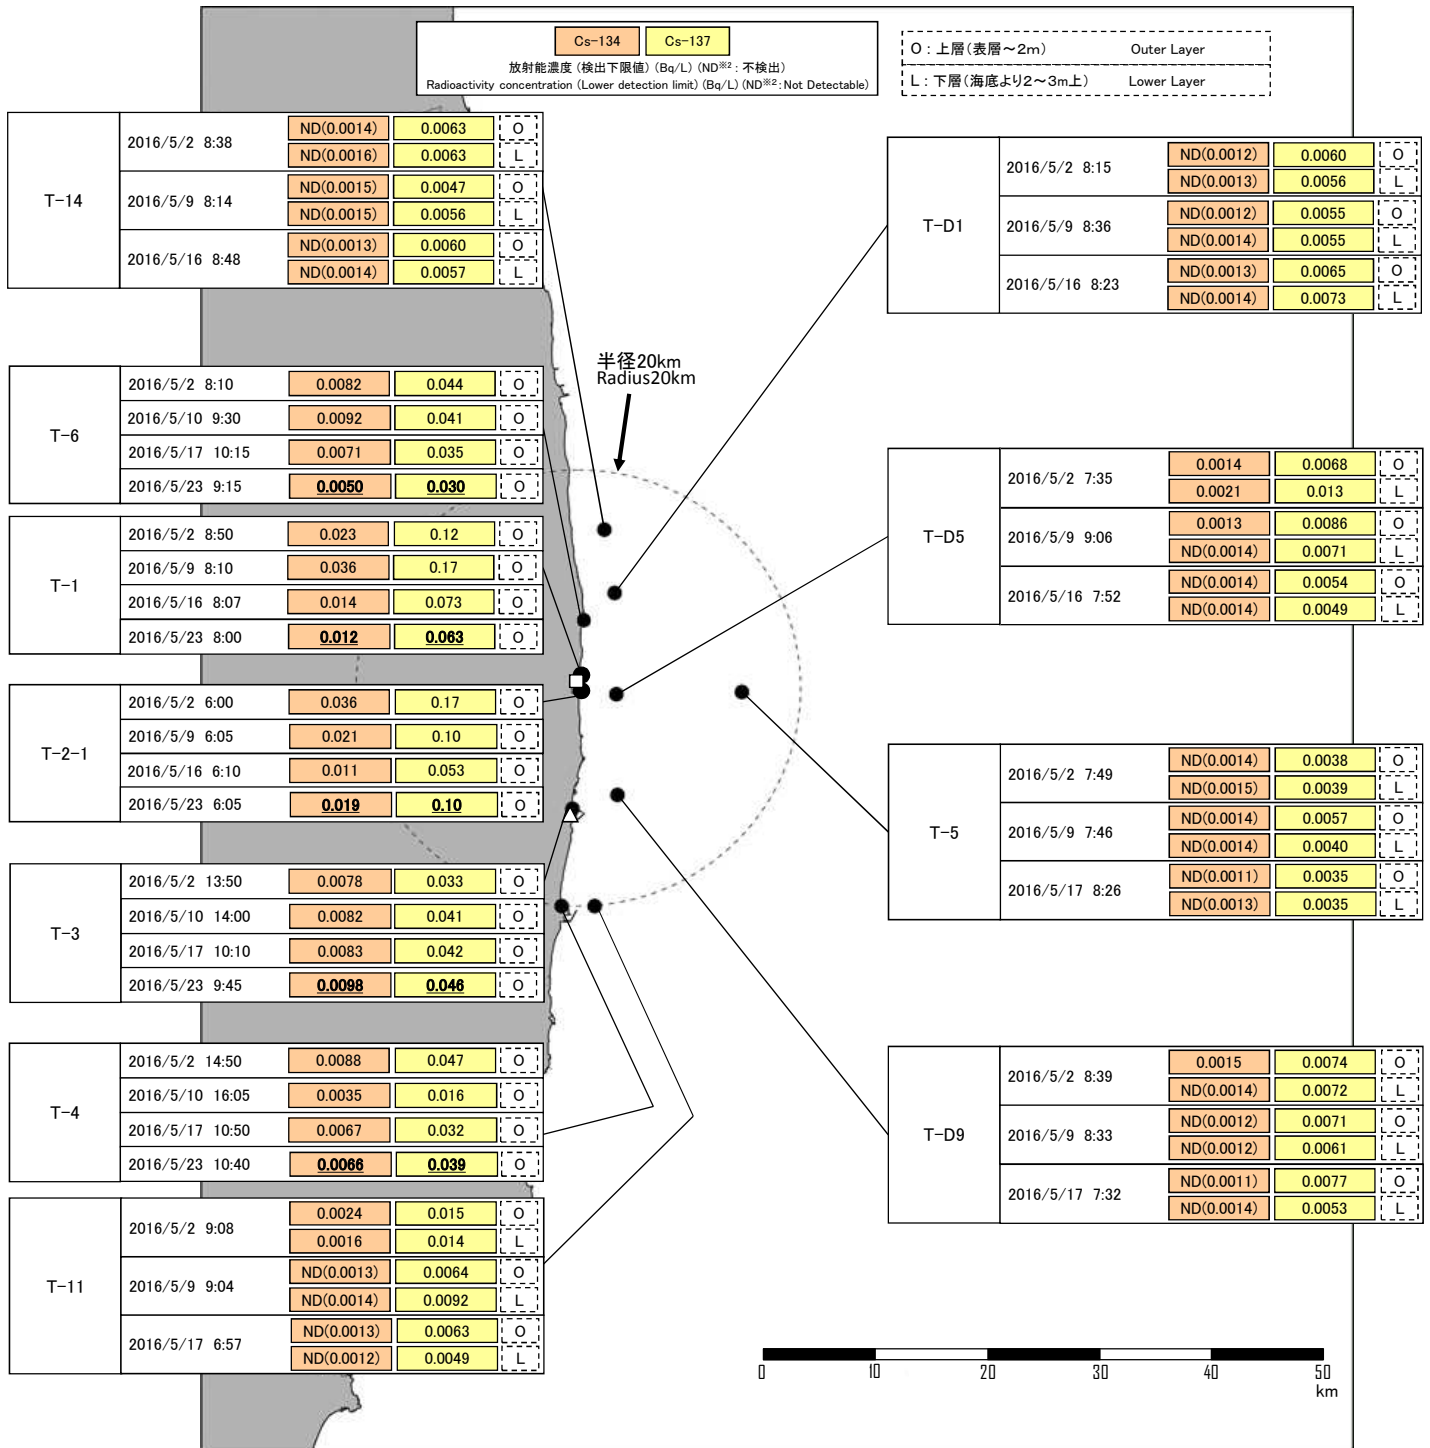 Cs-134 Cs-137
放射能濃度 (検出下限値) (Bq/L) (ND※2: 不検出)
Radioactivity concentration (Lower detection limit) (Bq/L) (ND※2:Not Detectable)
O : 上層(表層～2m) Outer Layer
L : 下層(海底より2～3m上) Lower Layer
T-14
2016/5/2 8:38
ND(0.0014) 0.0063 O
ND(0.0016) 0.0063 L
2016/5/9 8:14
ND(0.0015) 0.0047 O
ND(0.0015) 0.0056 L
2016/5/16 8:48
ND(0.0013) 0.0060 O
ND(0.0014) 0.0057 L
T-6
2016/5/2 8:10 0.0082 0.044 O
2016/5/10 9:30 0.0092 0.041 O
2016/5/17 10:15 0.0071 0.035 O
2016/5/23 9:15 0.0050 0.030 O
T-1
2016/5/2 8:50 0.023 0.12 O
2016/5/9 8:10 0.036 0.17 O
2016/5/16 8:07 0.014 0.073 O
2016/5/23 8:00 0.012 0.063 O
T-2-1
2016/5/2 6:00 0.036 0.17 O
2016/5/9 6:05 0.021 0.10 O
2016/5/16 6:10 0.011 0.053 O
2016/5/23 6:05 0.019 0.10 O
T-3
2016/5/2 13:50 0.0078 0.033 O
2016/5/10 14:00 0.0082 0.041 O
2016/5/17 10:10 0.0083 0.042 O
2016/5/23 9:45 0.0098 0.046 O
T-4
2016/5/2 14:50 0.0088 0.047 O
2016/5/10 16:05 0.0035 0.016 O
2016/5/17 10:50 0.0067 0.032 O
2016/5/23 10:40 0.0066 0.039 O
T-11
2016/5/2 9:08
0.0024 0.015 O
0.0016 0.014 L
2016/5/9 9:04
ND(0.0013) 0.0064 O
ND(0.0014) 0.0092 L
2016/5/17 6:57
ND(0.0013) 0.0063 O
ND(0.0012) 0.0049 L
半径20km
Radius20km
T-D1
2016/5/2 8:15
ND(0.0012) 0.0060 O
ND(0.0013) 0.0056 L
2016/5/9 8:36
ND(0.0012) 0.0055 O
ND(0.0014) 0.0055 L
2016/5/16 8:23
ND(0.0013) 0.0065 O
ND(0.0014) 0.0073 L
T-D5
2016/5/2 7:35
0.0014 0.0068 O
0.0021 0.013 L
2016/5/9 9:06
0.0013 0.0086 O
ND(0.0014) 0.0071 L
2016/5/16 7:52
ND(0.0014) 0.0054 O
ND(0.0014) 0.0049 L
T-5
2016/5/2 7:49
ND(0.0014) 0.0038 O
ND(0.0015) 0.0039 L
2016/5/9 7:46
ND(0.0014) 0.0057 O
ND(0.0014) 0.0040 L
2016/5/17 8:26
ND(0.0011) 0.0035 O
ND(0.0013) 0.0035 L
T-D9
2016/5/2 8:39
0.0015 0.0074 O
ND(0.0014) 0.0072 L
2016/5/9 8:33
ND(0.0012) 0.0071 O
ND(0.0012) 0.0061 L
2016/5/17 7:32
ND(0.0011) 0.0077 O
ND(0.0014) 0.0053 L
0 10 20 30 40 50
km